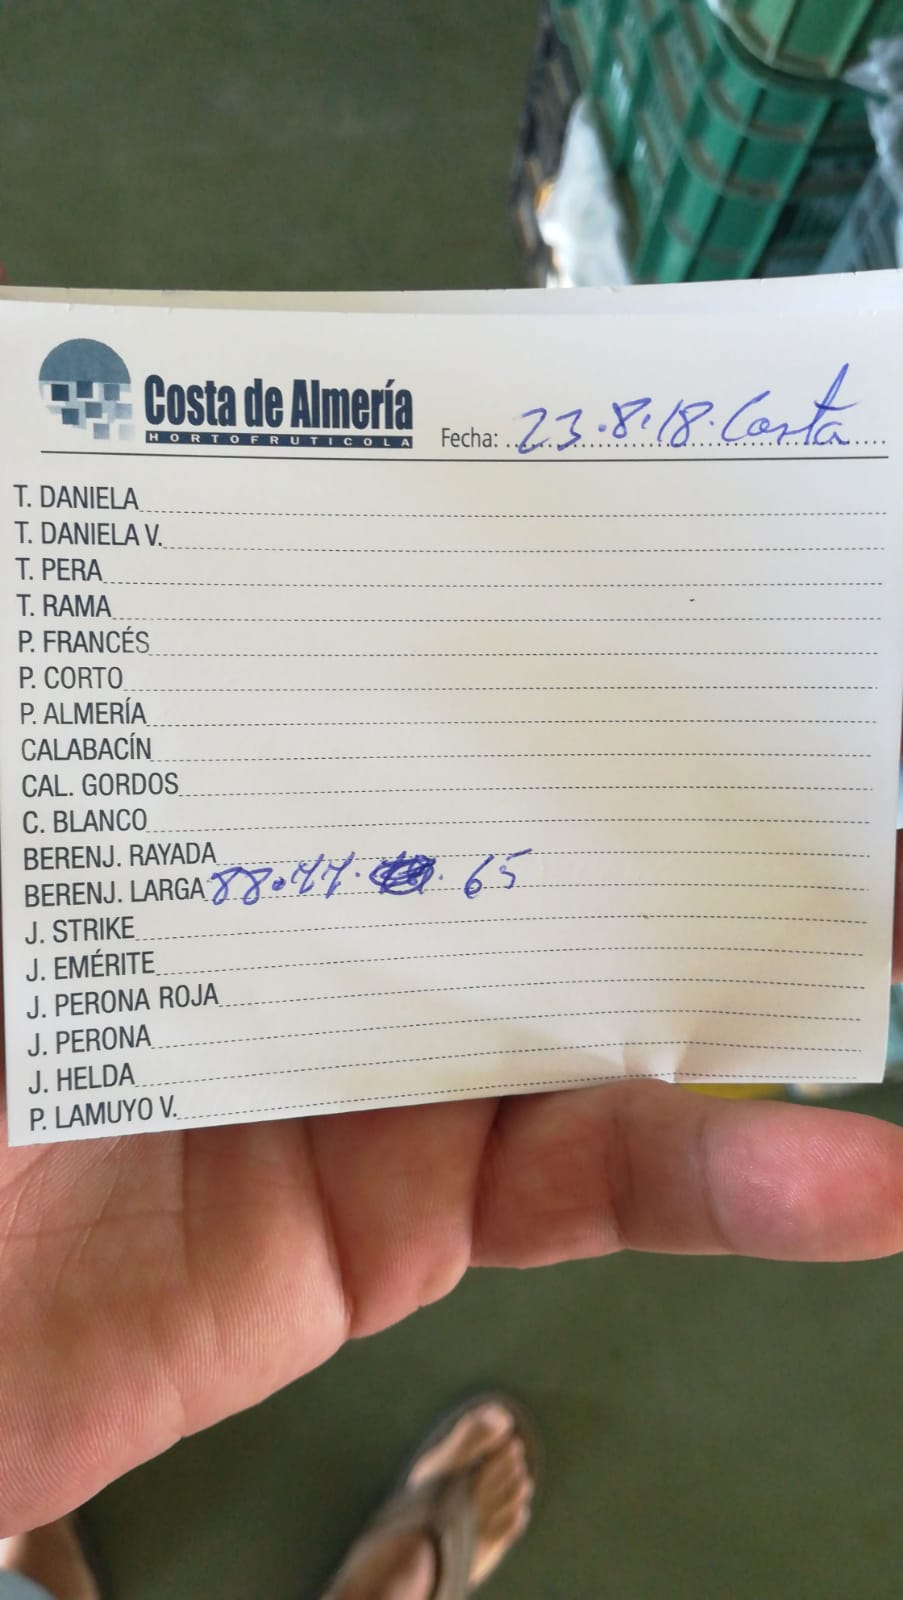 Costa de Almería
HORTOFRUTICOLA
Fecha: 23.8.18. Costa
T. DANIELA
T. DANIELA V.
T. PERA
T. RAMA
P. FRANCÉS
P. CORTO
P. ALMERÍA
CALABACÍN
CAL. GORDOS
C. BLANCO
BERENJ. RAYADA
BERENJ. LARGA 88.77. 65
J. STRIKE
J. EMÉRITE
J. PERONA ROJA
J. PERONA
J. HELDA
P. LAMUYO V.